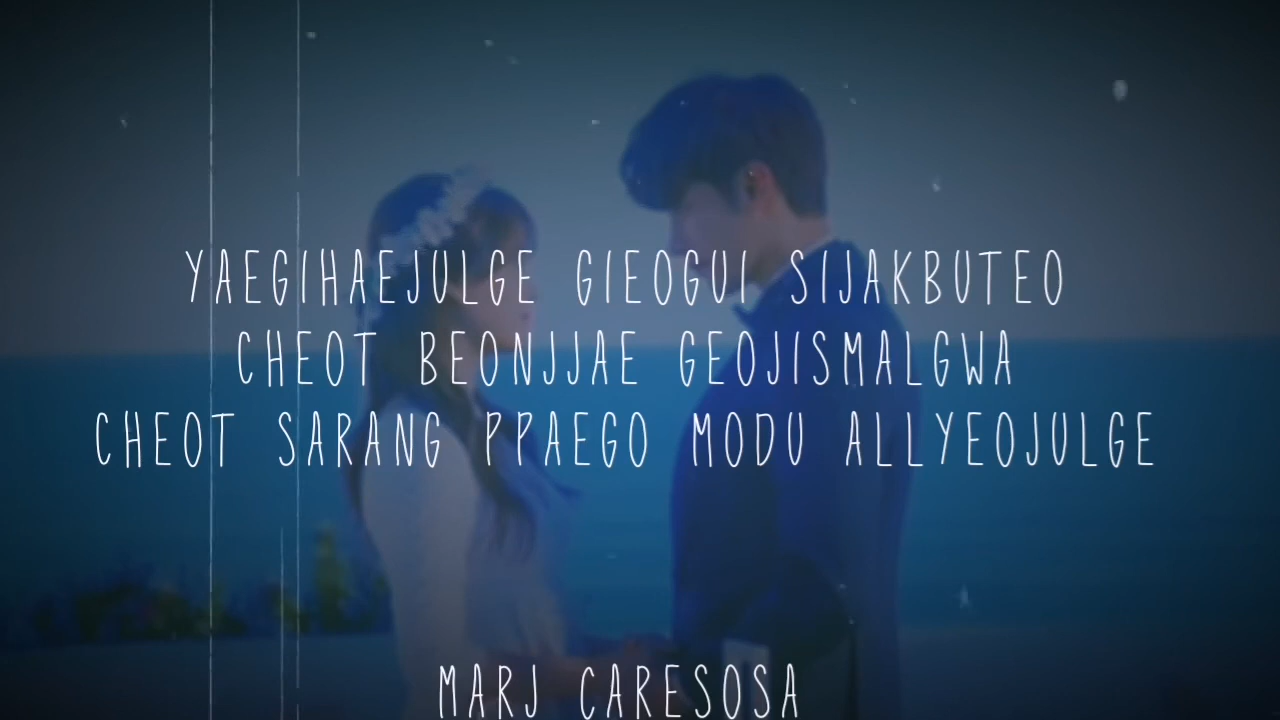 YAEGIHAEJULGE GIEOGUI SIJAKBUTEO
CHEOT BEONJJAE GEOJISMALGWA
CHEOT SARANG PPAEGO MODU ALLYEOJULGE
MARJ CARESOSA